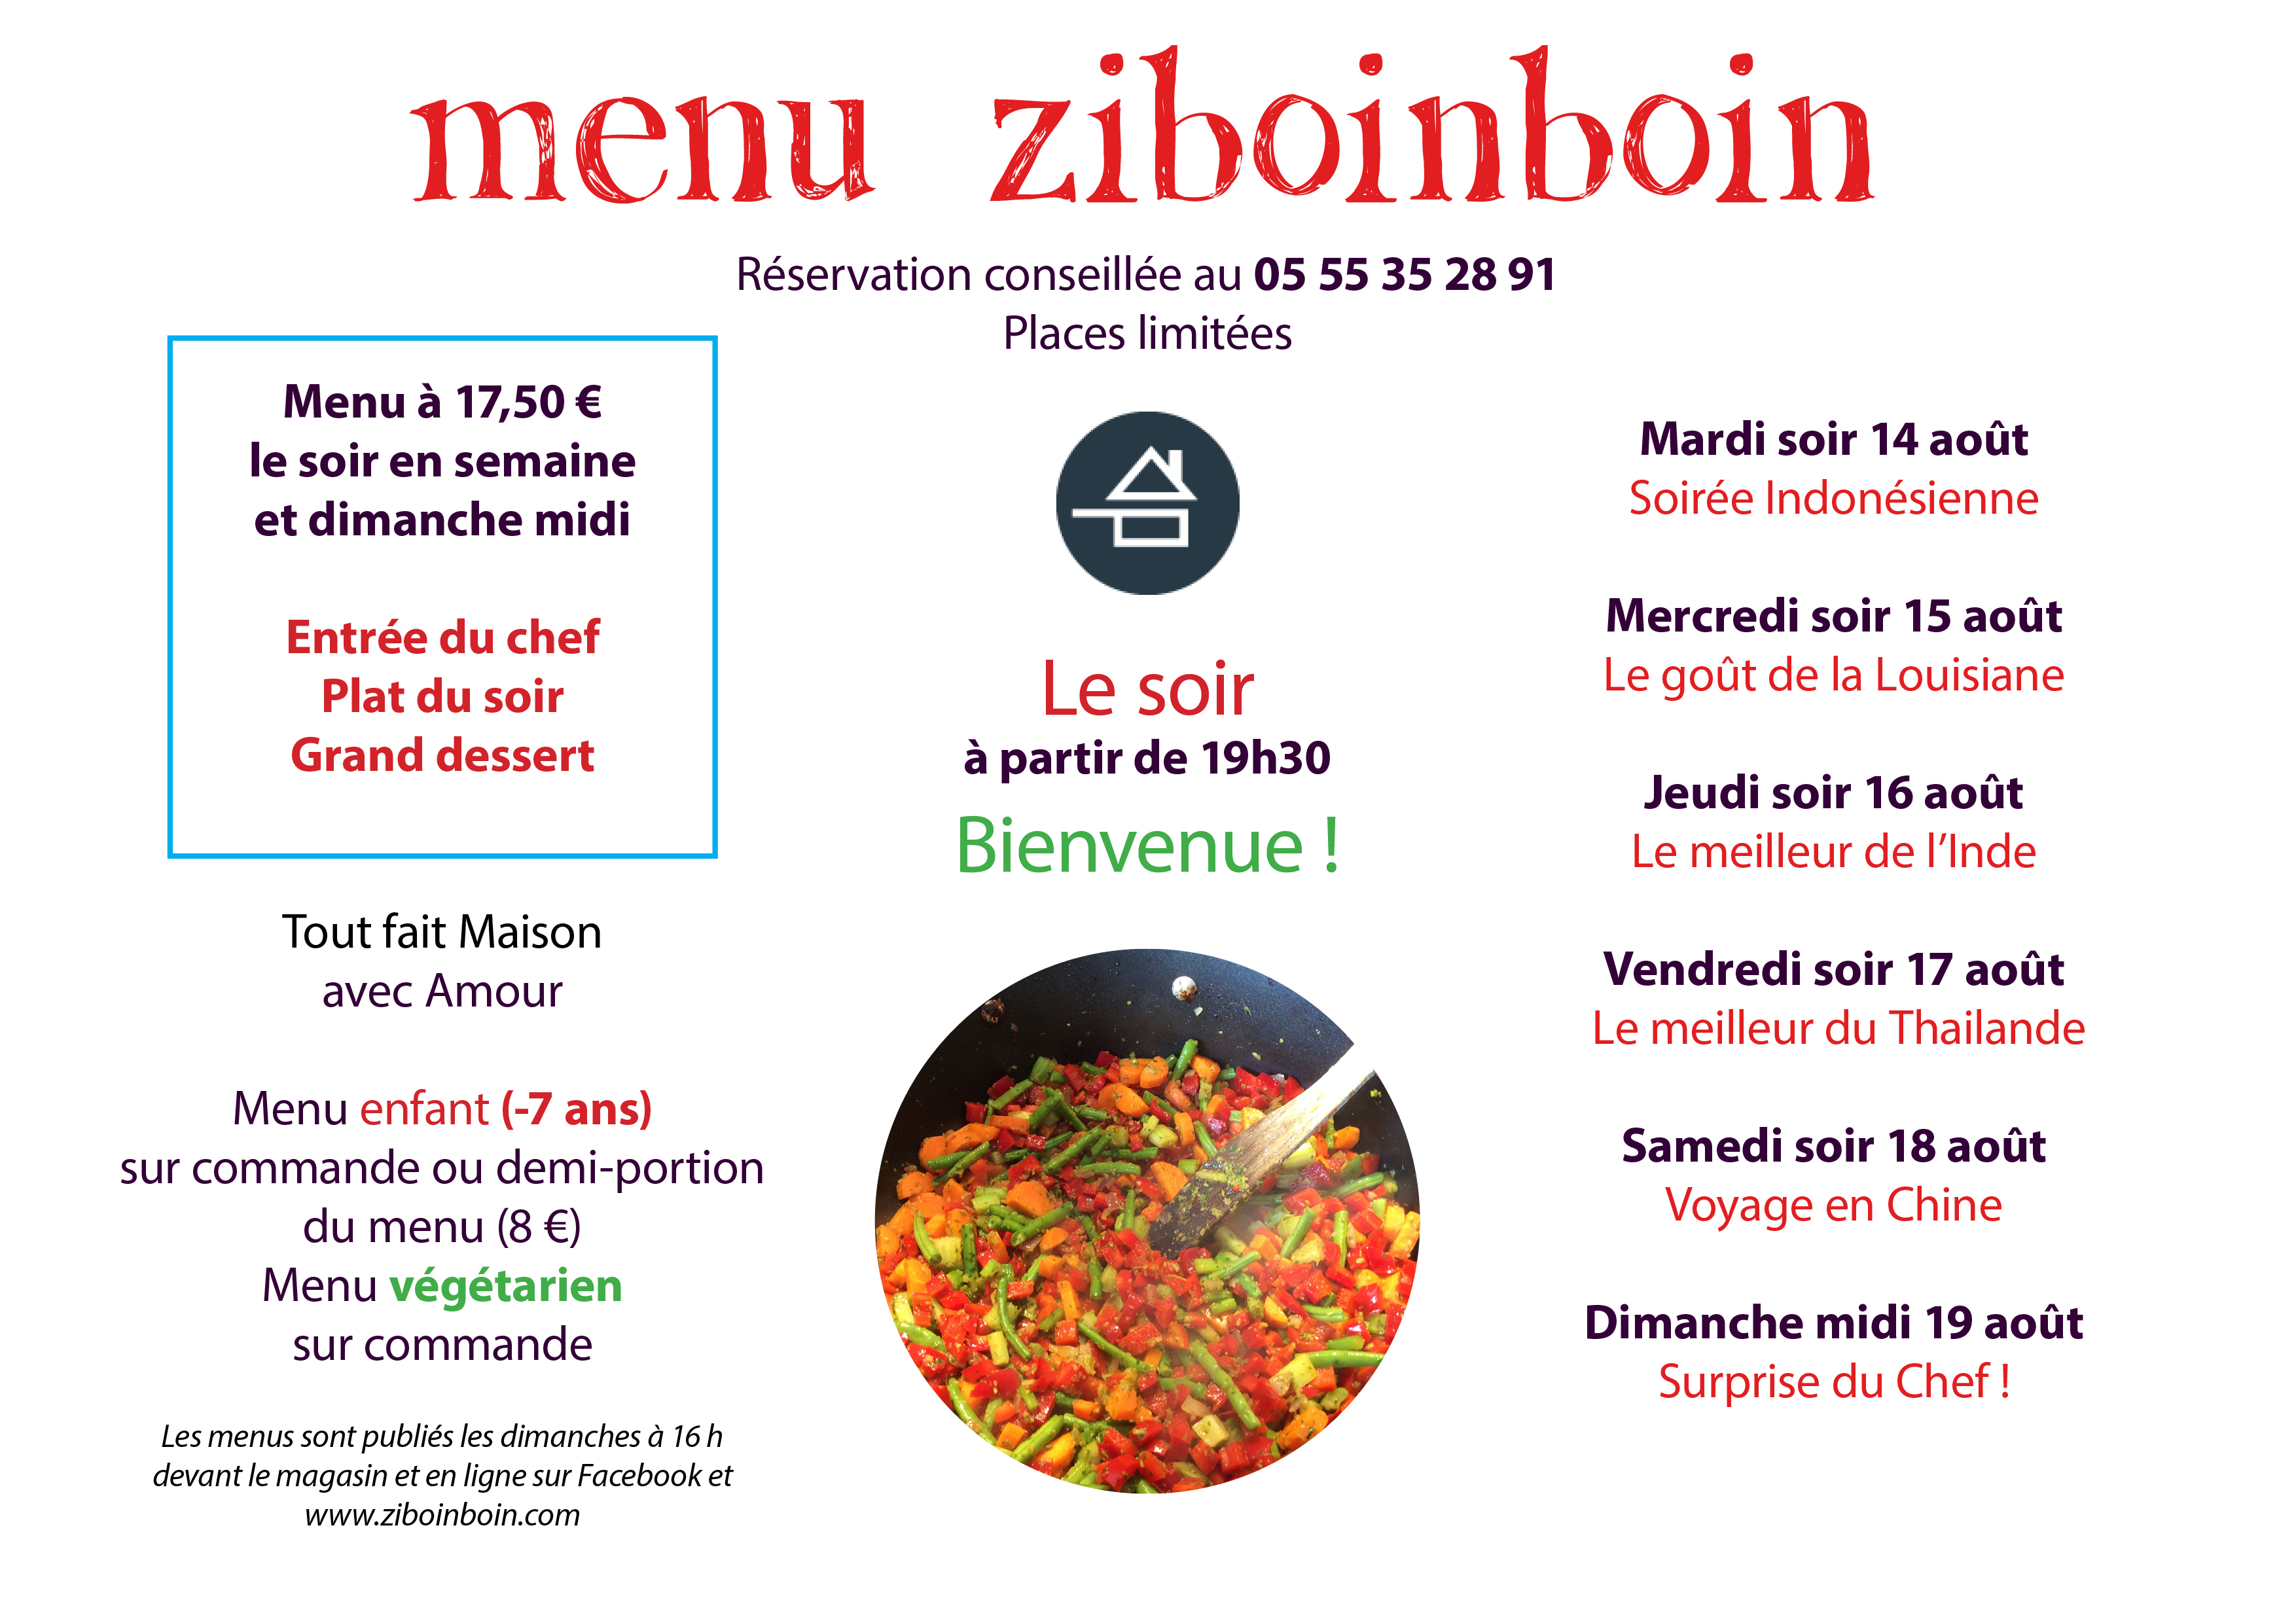 menu ziboinboin
Réservation conseillée au 05 55 35 28 91
Places limitées
Menu à 17,50 €
le soir en semaine
et dimanche midi
Entrée du chef
Plat du soir
Grand dessert
Tout fait Maison
avec Amour
Menu enfant (-7 ans)
sur commande ou demi-portion
du menu (8 €)
Menu végétarien
sur commande
Les menus sont publiés les dimanches à 16 h
devant le magasin et en ligne sur Facebook et
www.ziboinboin.com
Le soir
à partir de 19h30
Bienvenue !
Mardi soir 14 août
Soirée Indonésienne
Mercredi soir 15 août
Le goût de la Louisiane
Jeudi soir 16 août
Le meilleur de l’Inde
Vendredi soir 17 août
Le meilleur du Thailande
Samedi soir 18 août
Voyage en Chine
Dimanche midi 19 août
Surprise du Chef !